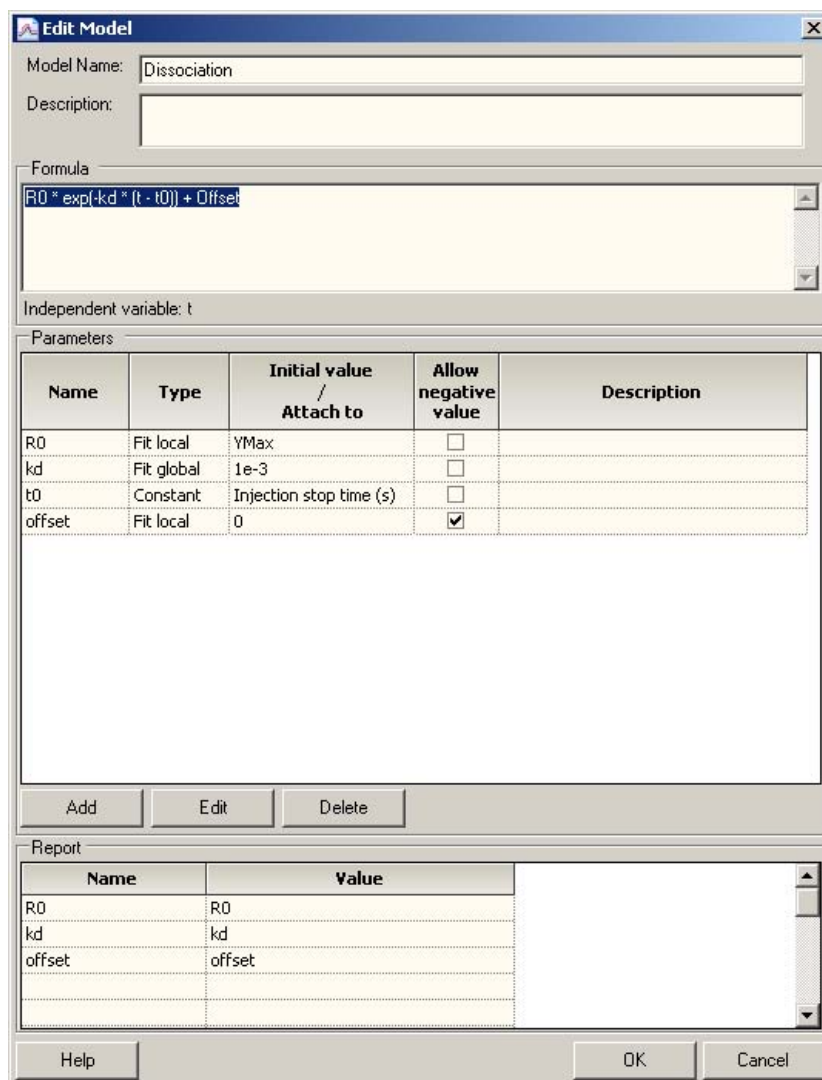 Edit Model
Model Name: Dissociation
Description:
Formula
R0 * exp(-kd * (t - t0)) + Offset
Independent variable: t
Parameters
Name Type Initial value / Attach to Allow negative value Description
R0 Fit local YMax
kd Fit global 1e-3
t0 Constant Injection stop time (s)
offset Fit local 0
Add Edit Delete
Report
Name Value
R0 R0
kd kd
offset offset
Help OK Cancel